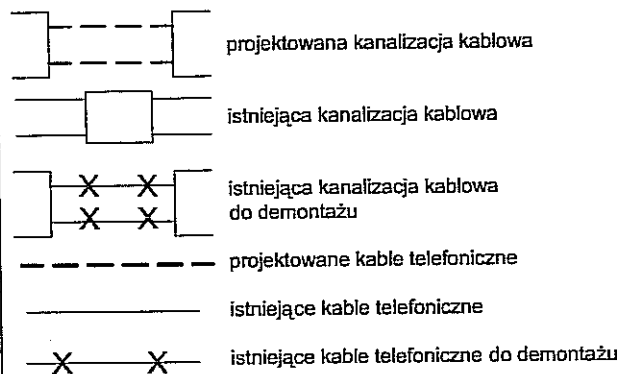 projektowana kanalizacja kablowa
istniejąca kanalizacja kablowa
istniejąca kanalizacja kablowa
do demontażu
projektowane kable telefoniczne
istniejące kable telefoniczne
istniejące kable telefoniczne do demontażu